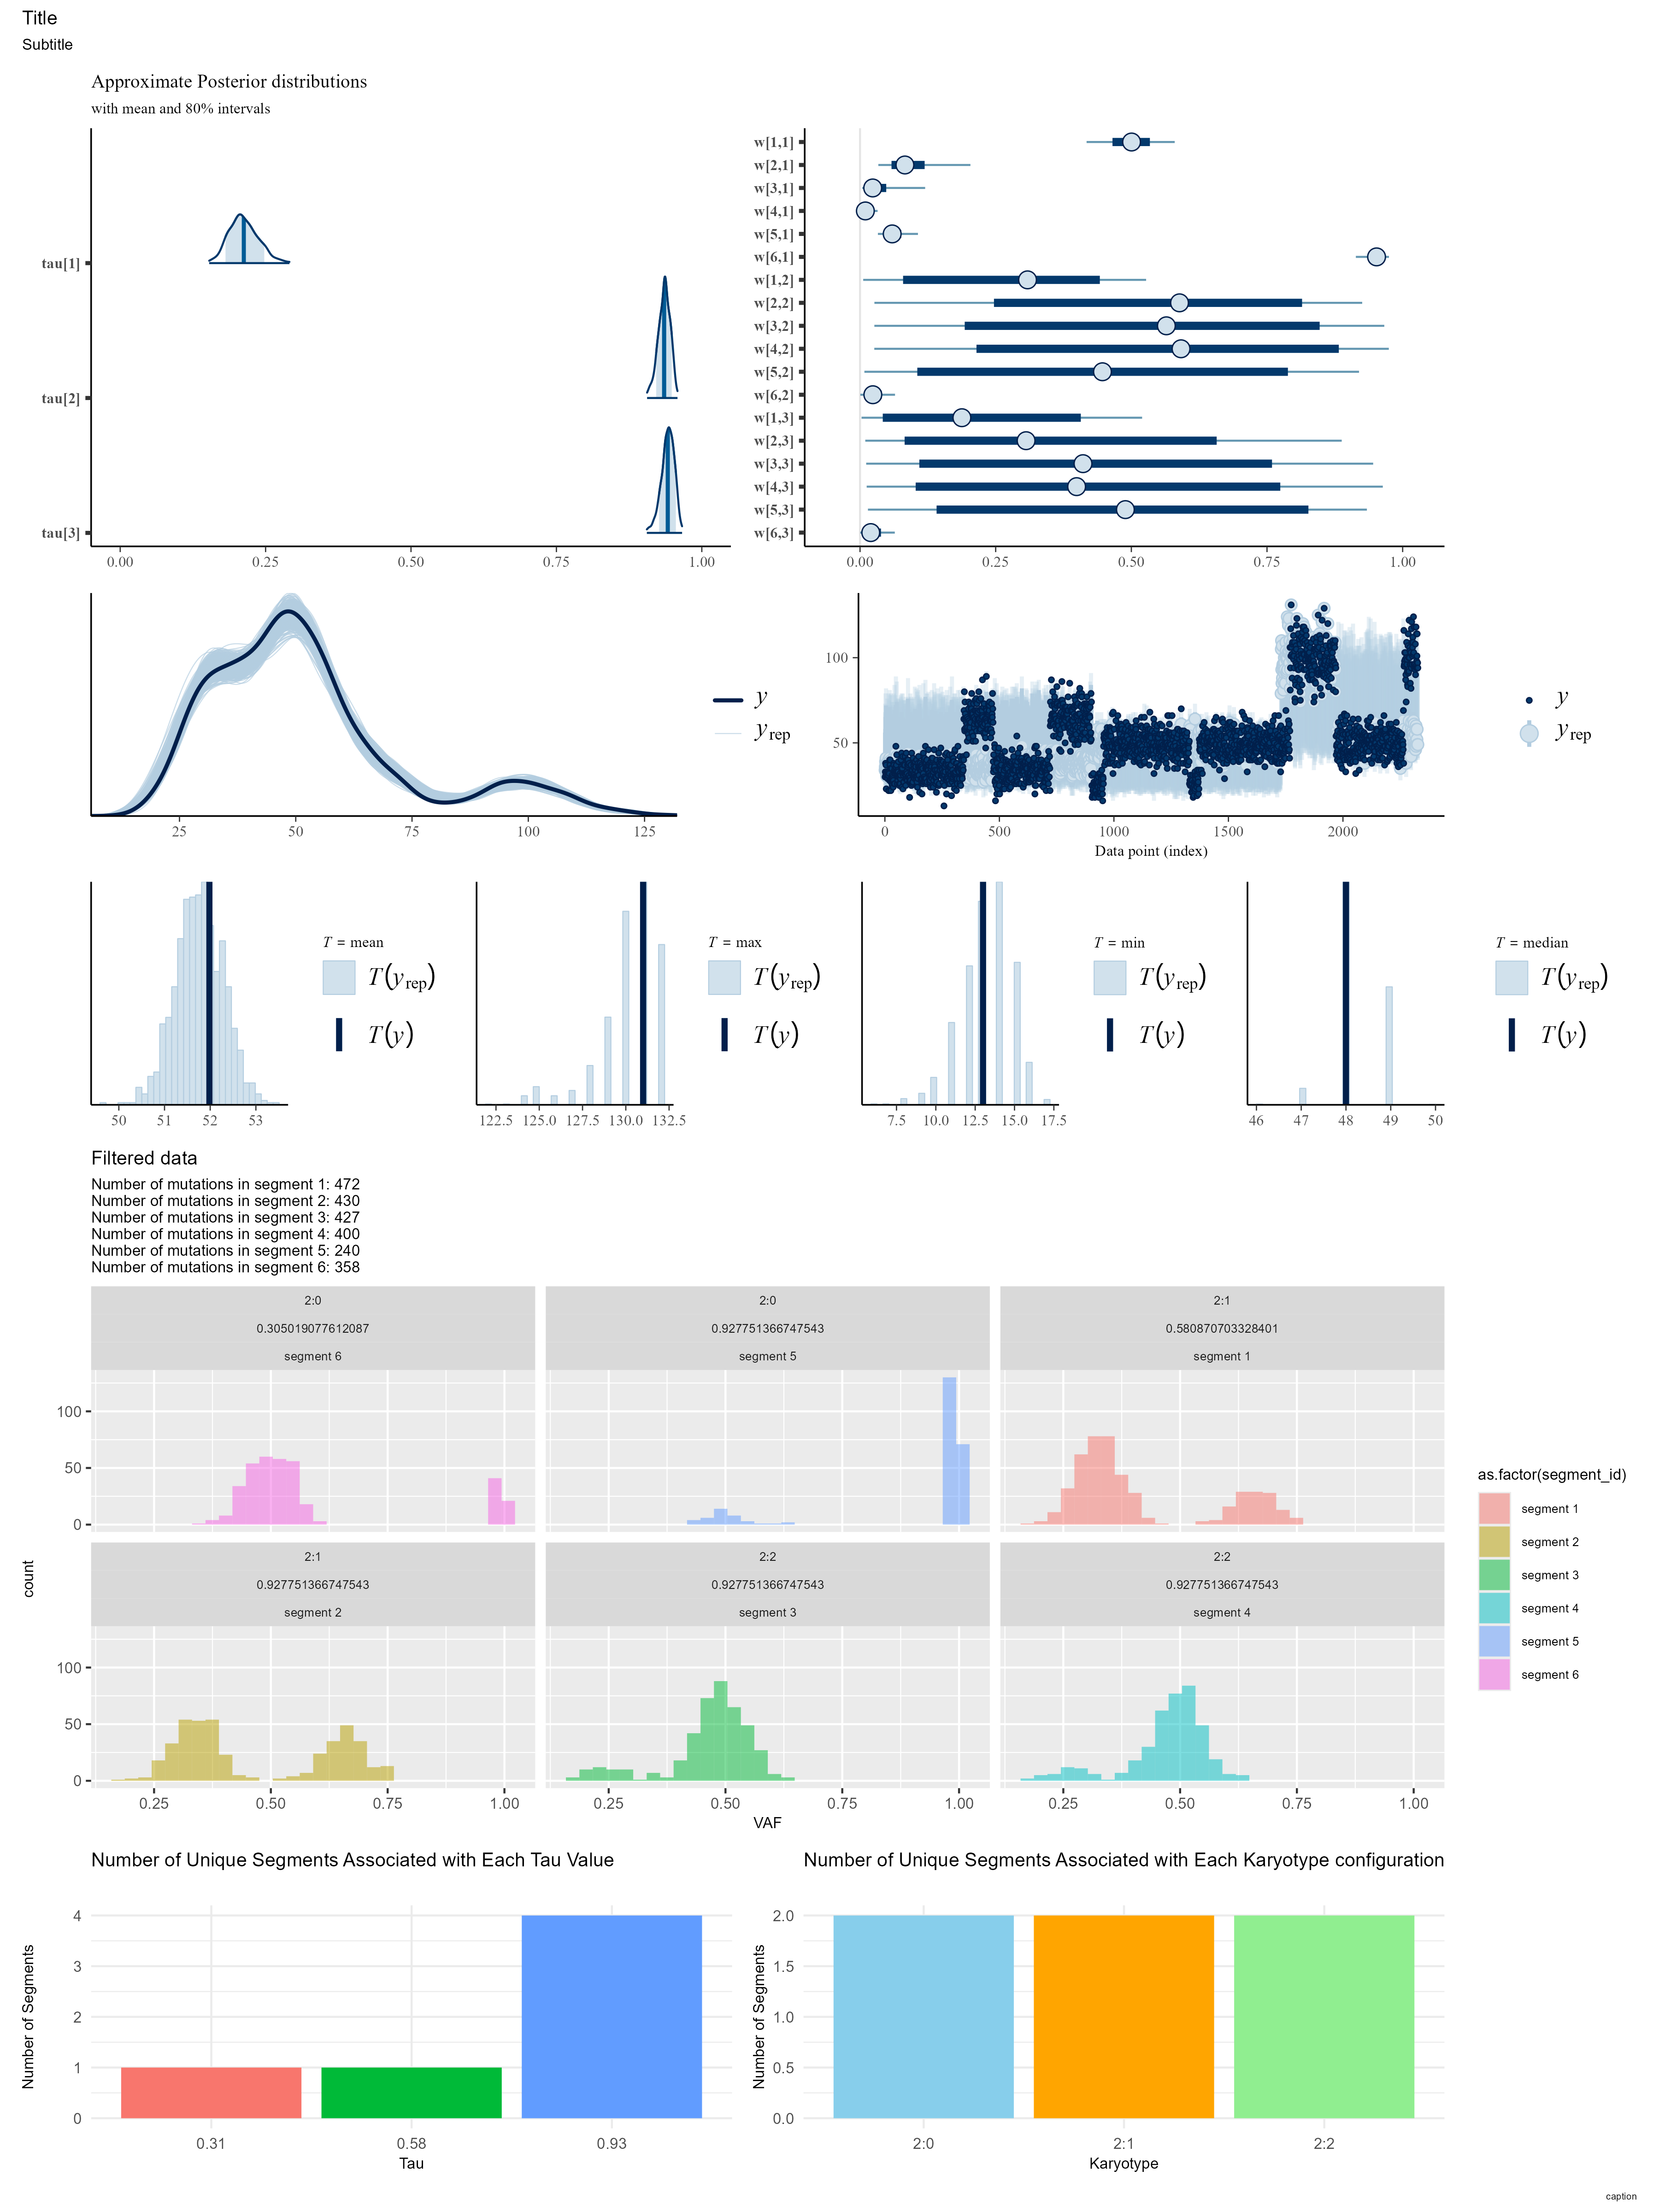 Title
Subtitle
Approximate Posterior distributions
with mean and 80% intervals
tau[1]
tau[2]
tau[3]
0.00 0.25 0.50 0.75 1.00
w[1,1]
w[2,1]
w[3,1]
w[4,1]
w[5,1]
w[6,1]
w[1,2]
w[2,2]
w[3,2]
w[4,2]
w[5,2]
w[6,2]
w[1,3]
w[2,3]
w[3,3]
w[4,3]
w[5,3]
w[6,3]
0.00 0.25 0.50 0.75 1.00
25 50 75 100 125
y
yrep
100
50
0 500 1000 1500 2000
Data point (index)
y
yrep
50 51 52 53
T = mean
T(yrep)
T(y)
122.5 125.0 127.5 130.0 132.5
T = max
T(yrep)
T(y)
7.5 10.0 12.5 15.0 17.5
T = min
T(yrep)
T(y)
46 47 48 49 50
T = median
T(yrep)
T(y)
Filtered data
Number of mutations in segment 1: 472
Number of mutations in segment 2: 430
Number of mutations in segment 3: 427
Number of mutations in segment 4: 400
Number of mutations in segment 5: 240
Number of mutations in segment 6: 358
2:0 2:0 2:1
0.305019077612087 0.927751366747543 0.580870703328401
segment 6 segment 5 segment 1
100
50
0
2:1 2:2 2:2
0.927751366747543 0.927751366747543 0.927751366747543
segment 2 segment 3 segment 4
100
50
0
0.25 0.50 0.75 1.00 0.25 0.50 0.75 1.00 0.25 0.50 0.75 1.00
VAF
count
as.factor(segment_id)
segment 1
segment 2
segment 3
segment 4
segment 5
segment 6
Number of Unique Segments Associated with Each Tau Value
Number of Segments
4
3
2
1
0
0.31 0.58 0.93
Tau
Number of Unique Segments Associated with Each Karyotype configuration
Number of Segments
2.0
1.5
1.0
0.5
0.0
2:0 2:1 2:2
Karyotype
caption